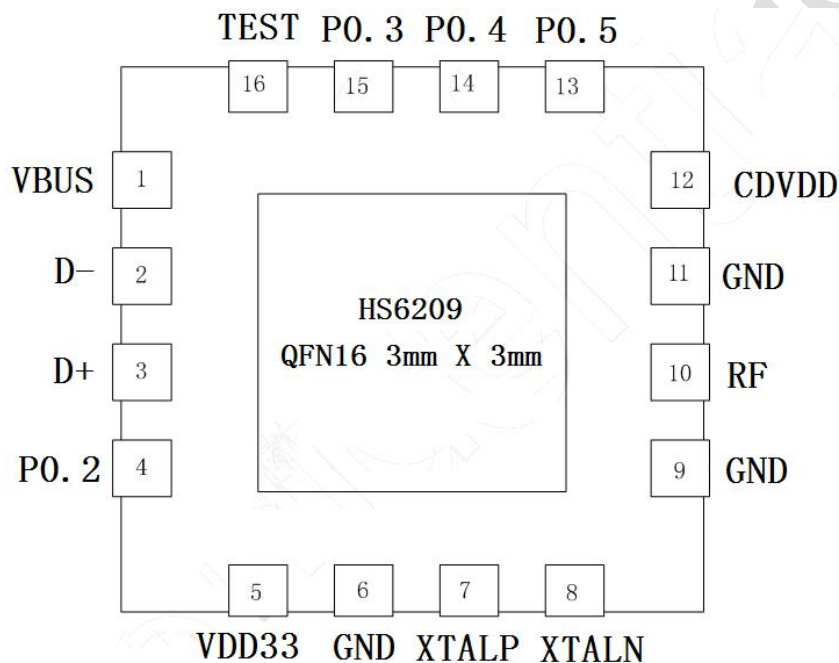 TEST P0.3 P0.4 P0.5
16 15 14 13
VBUS 1
12 CDVDD
D- 2
11 GND
HS6209
QFN16 3mm X 3mm
D+ 3
10 RF
P0.2 4
9 GND
5 6 7 8
VDD33 GND XTALP XTALN